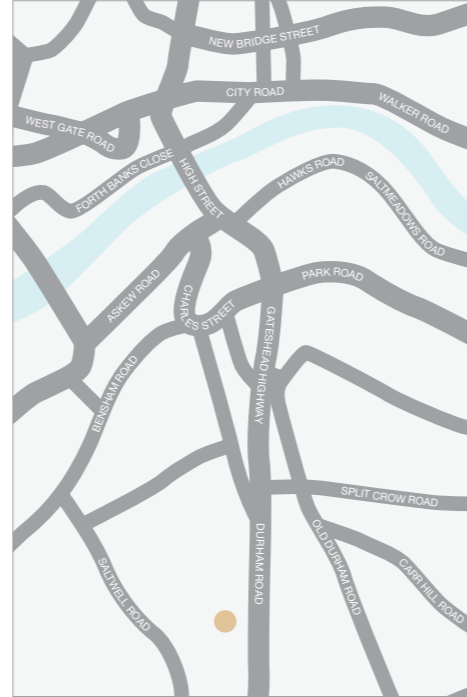 NEW BRIDGE STREET
CITY ROAD
WALKER ROAD
WEST GATE ROAD
FORTH BANKS CLOSE
HIGH STREET
HAWKS ROAD
SALTMEADOWS ROAD
ASKEW ROAD
PARK ROAD
CHARLES STREET
GATESHEAD HIGHWAY
BENSHAM ROAD
SPLIT CROW ROAD
DURHAM ROAD
OLD DURHAM ROAD
CARR HILL ROAD
SALTWELL ROAD